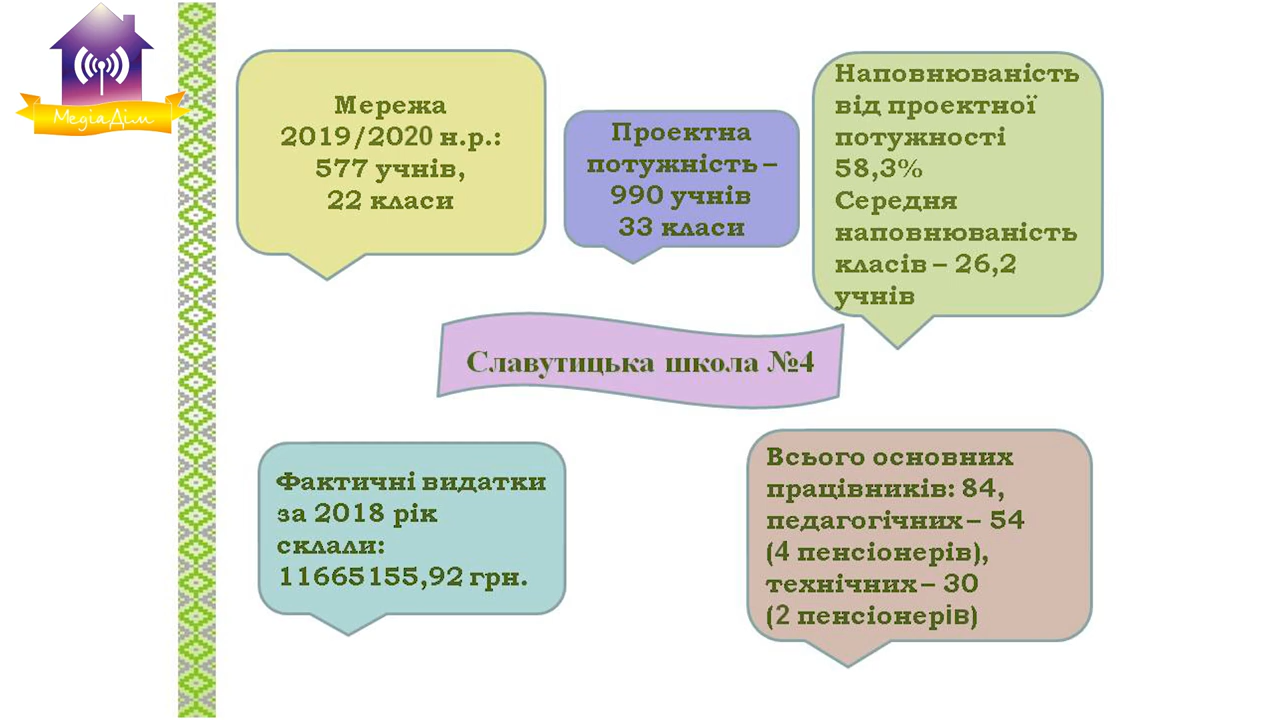 МедіаДім
Мережа
2019/2020 н.р.:
577 учнів,
22 класи
Проектна
потужність –
990 учнів
33 класи
Наповнюваність
від проектної
потужності
58,3%
Середня
наповнюваність
класів – 26,2
учнів
Славутицька школа №4
Фактичні видатки
за 2018 рік
склали:
11665155,92 грн.
Всього основних
працівників: 84,
педагогічних – 54
(4 пенсіонерів),
технічних – 30
(2 пенсіонерів)